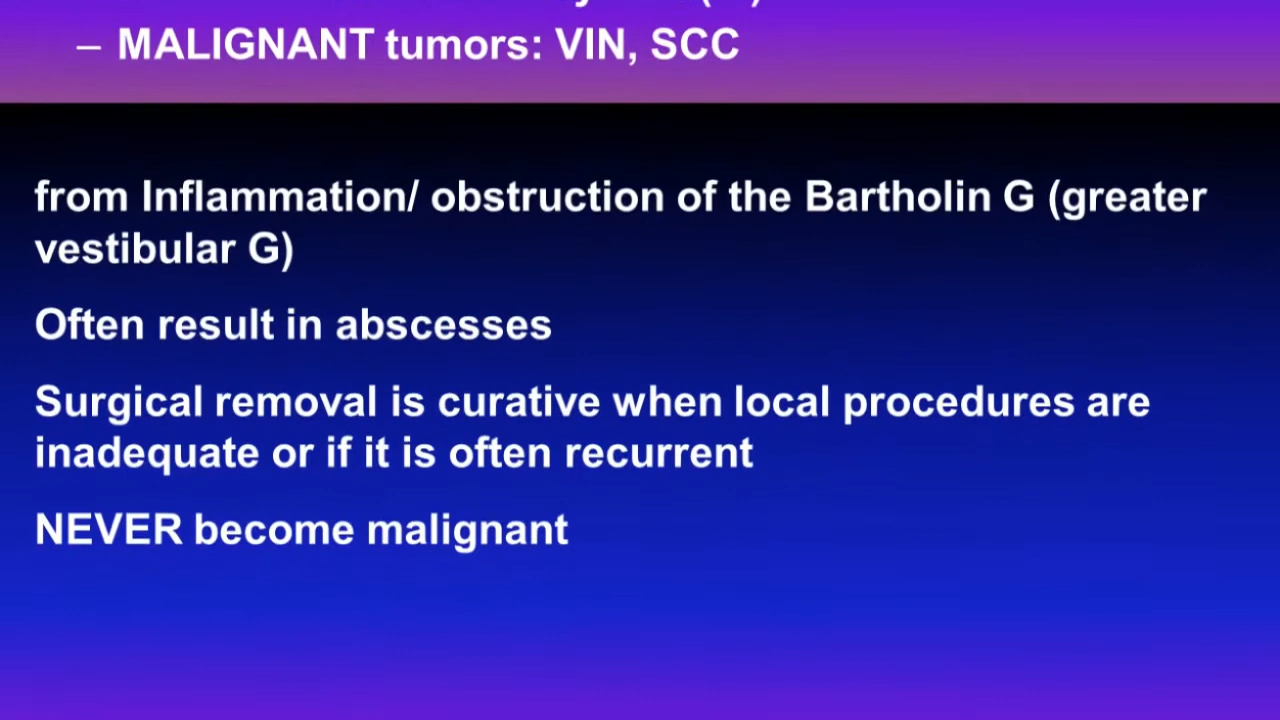 – MALIGNANT tumors: VIN, SCC
from Inflammation/ obstruction of the Bartholin G (greater
vestibular G)
Often result in abscesses
Surgical removal is curative when local procedures are
inadequate or if it is often recurrent
NEVER become malignant